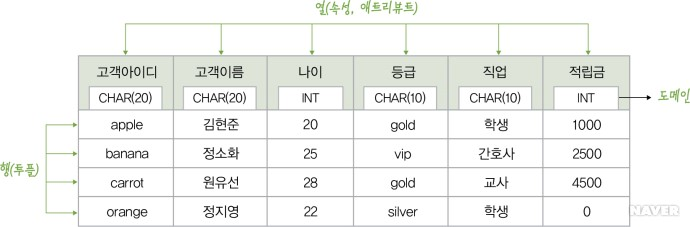 열(속성, 애트리뷰트)
고객아이디 고객이름 나이 등급 직업 적립금
CHAR(20) CHAR(20) INT CHAR(10) CHAR(10) INT 도메인
apple 김현준 20 gold 학생 1000
banana 정소화 25 vip 간호사 2500
행(투플)
carrot 원유선 28 gold 교사 4500
orange 정지영 22 silver 학생 0
NAVER